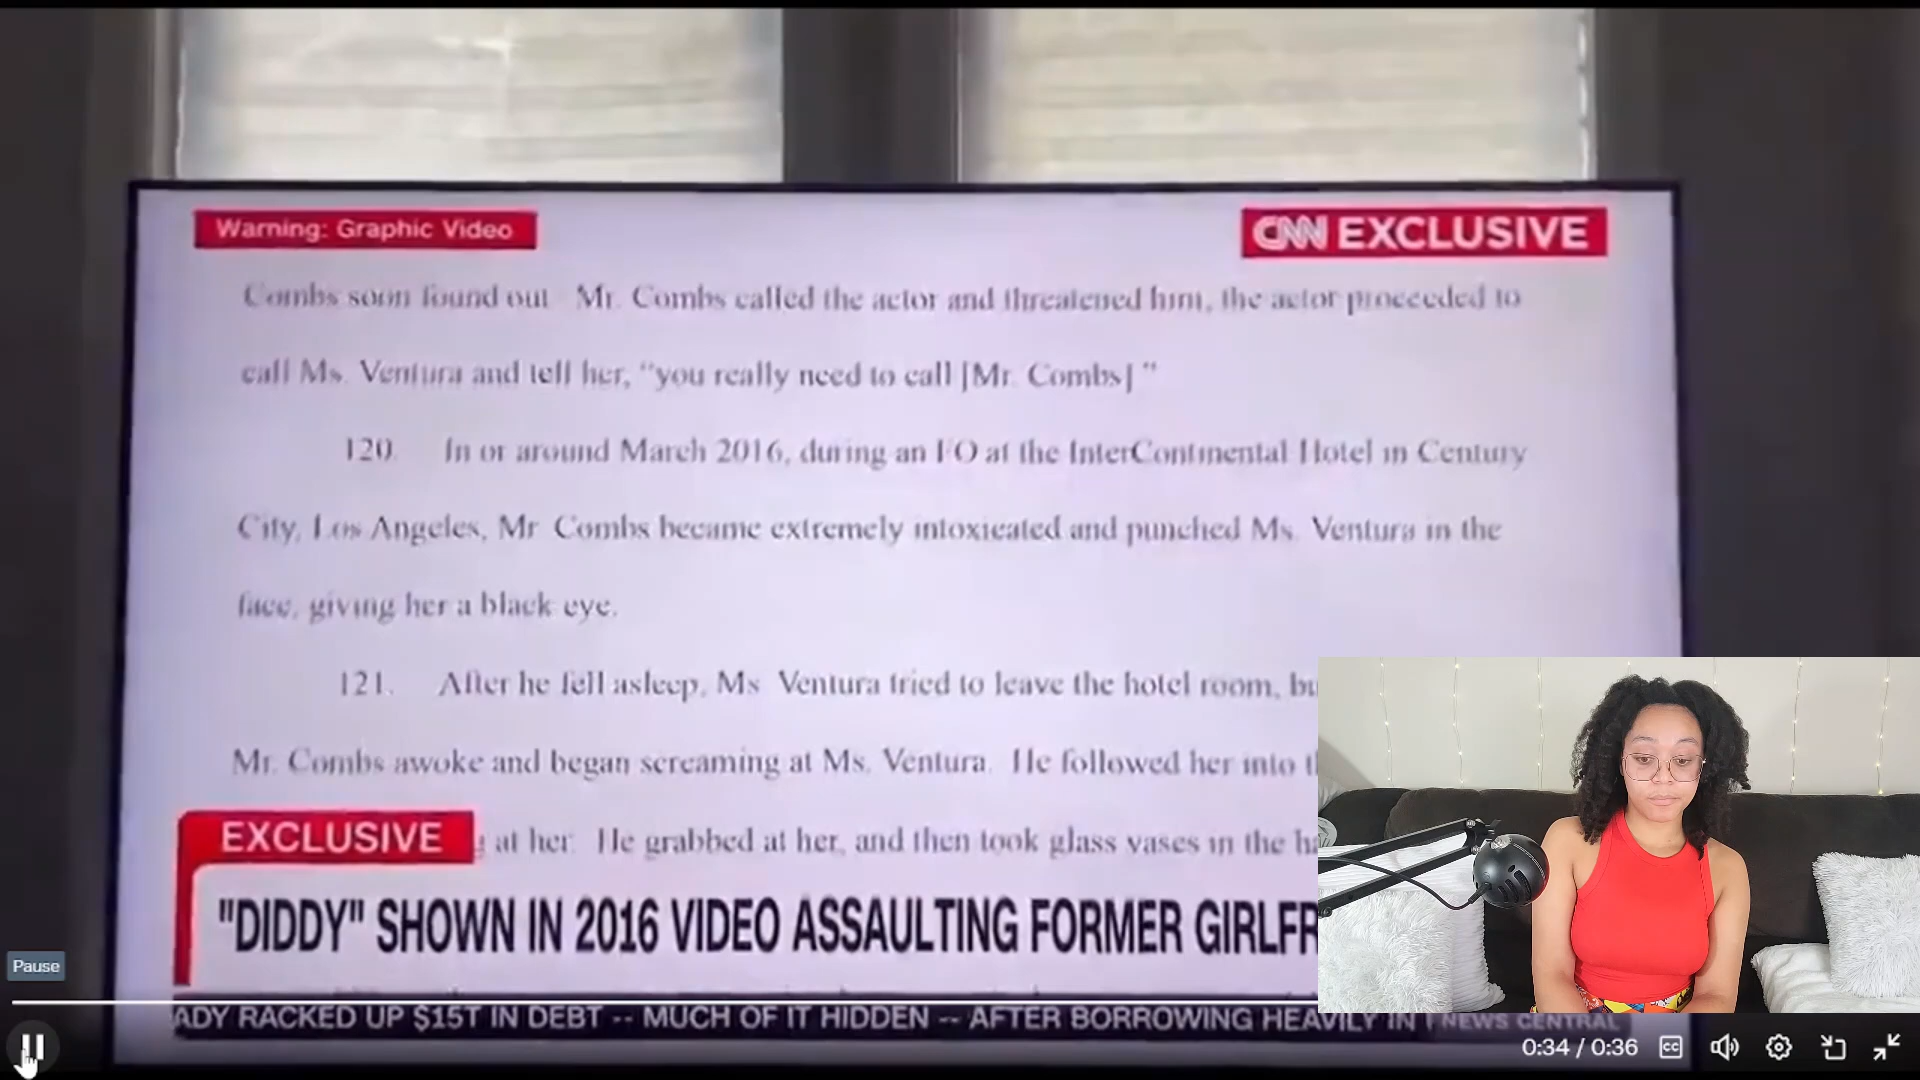 Warning: Graphic Video
CNN EXCLUSIVE
Combs soon found out Mr. Combs called the actor and threatened him, the actor proceeded to
call Ms. Ventura and tell her, “you really need to call [Mr. Combs].”
120. In or around March 2016, during an FO at the InterContinental Hotel in Century
City, Los Angeles, Mr. Combs became extremely intoxicated and punched Ms. Ventura in the
face, giving her a black eye.
121. After he fell asleep, Ms. Ventura tried to leave the hotel room, bu
Mr. Combs awoke and began screaming at Ms. Ventura. He followed her into t
EXCLUSIVE
at her. He grabbed at her, and then took glass vases in the ha
"DIDDY" SHOWN IN 2016 VIDEO ASSAULTING FORMER GIRLFR
Pause
ADY RACKED UP $15T IN DEBT -- MUCH OF IT HIDDEN -- AFTER BORROWING HEAVILY IN
NEWS CENTRAL
0:34 / 0:36
CC